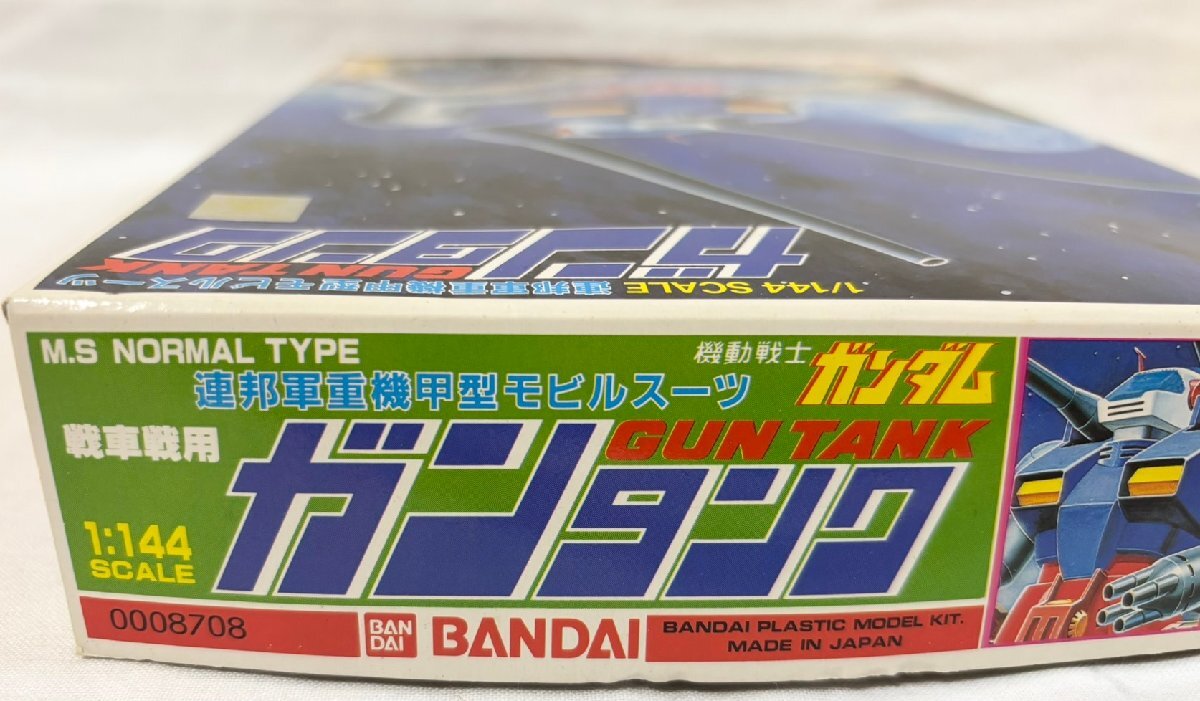 1/144 SCALE
連邦軍重機甲型モビルスーツ
GUN TANK
ガンタンク
M.S NORMAL TYPE
機動戦士 ガンダム
連邦軍重機甲型モビルスーツ
戦車戦用
GUN TANK
ガンタンク
1:144
SCALE
0008708
BAN
DAI
BANDAI
BANDAI PLASTIC MODEL KIT.
MADE IN JAPAN